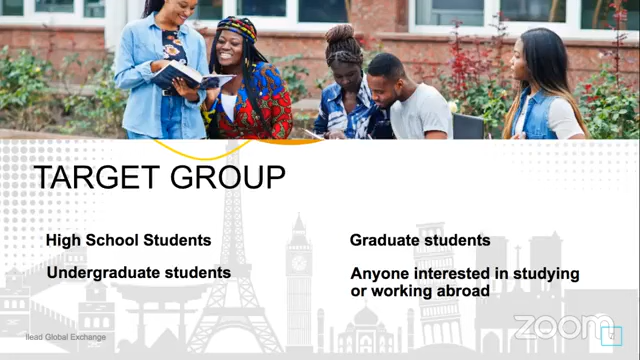 TARGET GROUP
High School Students
Undergraduate students
Graduate students
Anyone interested in studying
or working abroad
Ilead Global Exchange
zoom